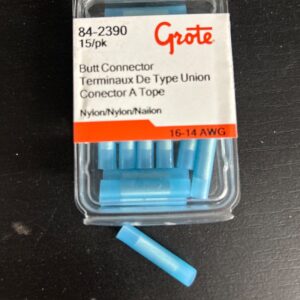 84-2390
15/pk
Grote
Butt Connector
Terminaux De Type Union
Conector A Tope
Nylon/Nylon/Nailon
16-14 AWG